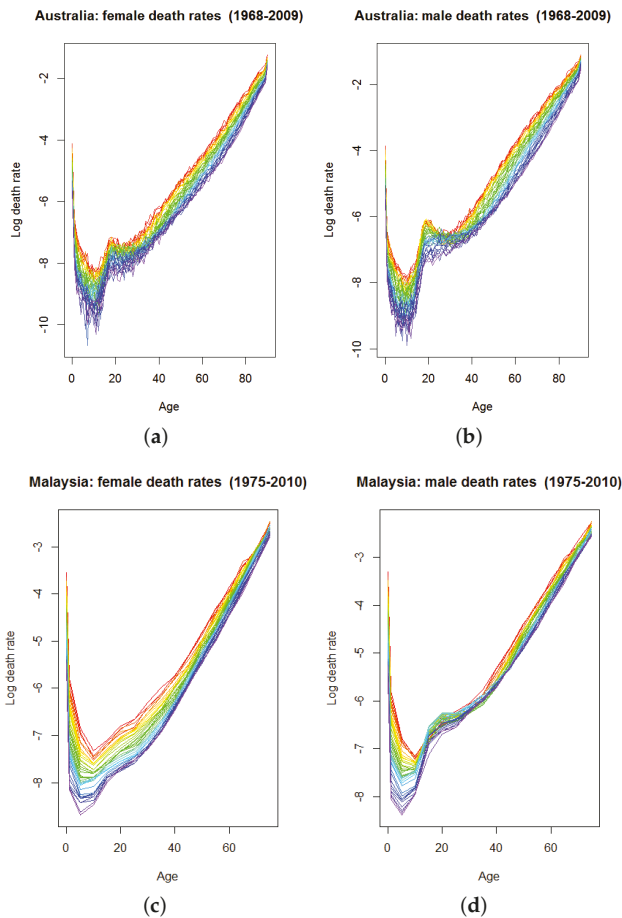 Australia: female death rates (1968-2009)
Australia: male death rates (1968-2009)
Log death rate
-2
-4
-6
-8
-10
0 20 40 60 80
Age
(a)
Log death rate
-2
-4
-6
-8
-10
0 20 40 60 80
Age
(b)
Malaysia: female death rates (1975-2010)
Malaysia: male death rates (1975-2010)
Log death rate
-3
-4
-5
-6
-7
-8
0 20 40 60
Age
(c)
Log death rate
-3
-4
-5
-6
-7
-8
0 20 40 60
Age
(d)